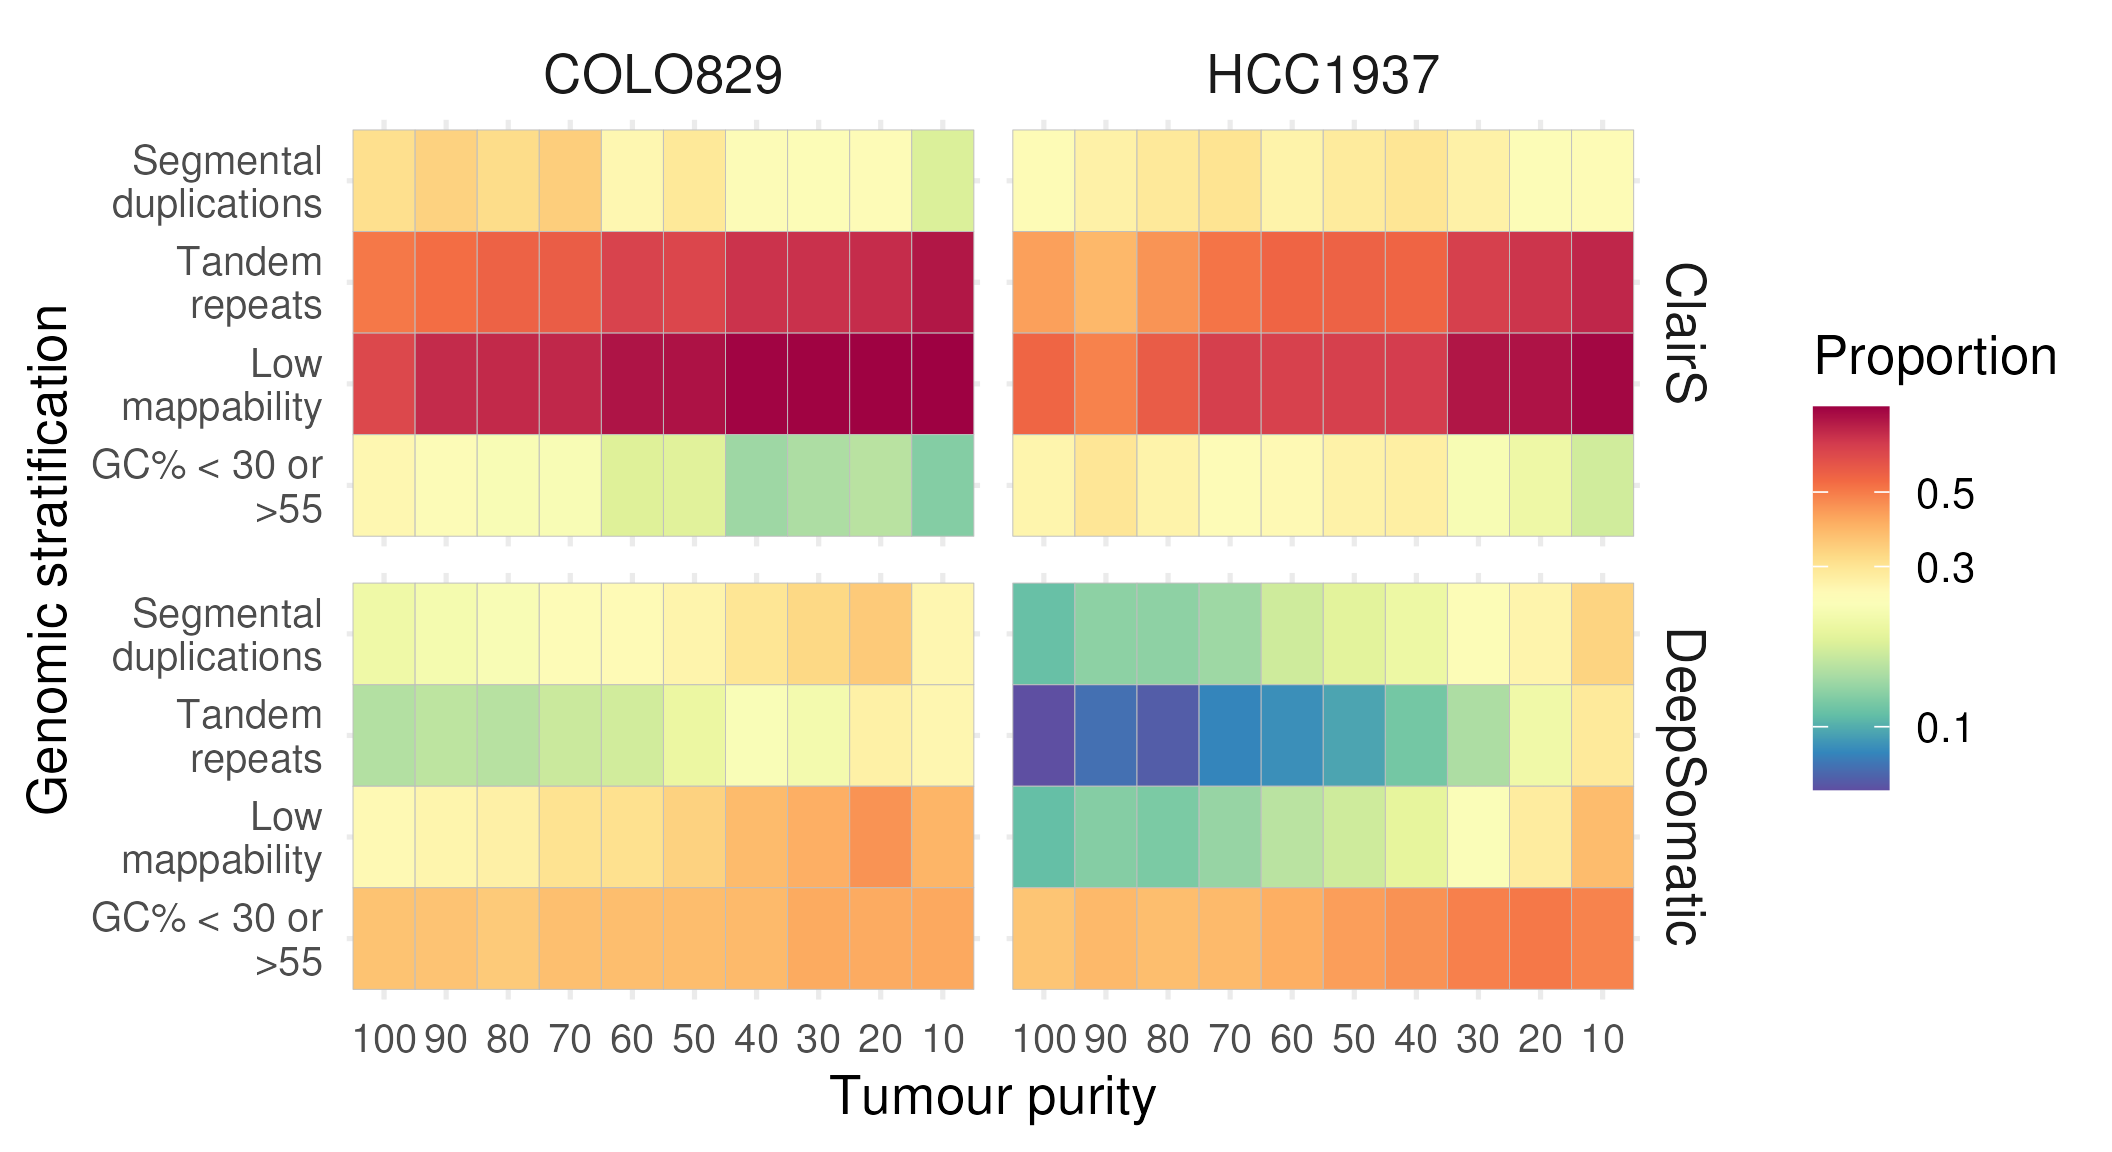 COLO829
HCC1937
Genomic stratification
Segmental
duplications
Tandem
repeats
Low
mappability
GC% < 30 or
>55
ClairS
Segmental
duplications
Tandem
repeats
Low
mappability
GC% < 30 or
>55
DeepSomatic
100 90 80 70 60 50 40 30 20 10
100 90 80 70 60 50 40 30 20 10
Tumour purity
Proportion
0.5
0.3
0.1